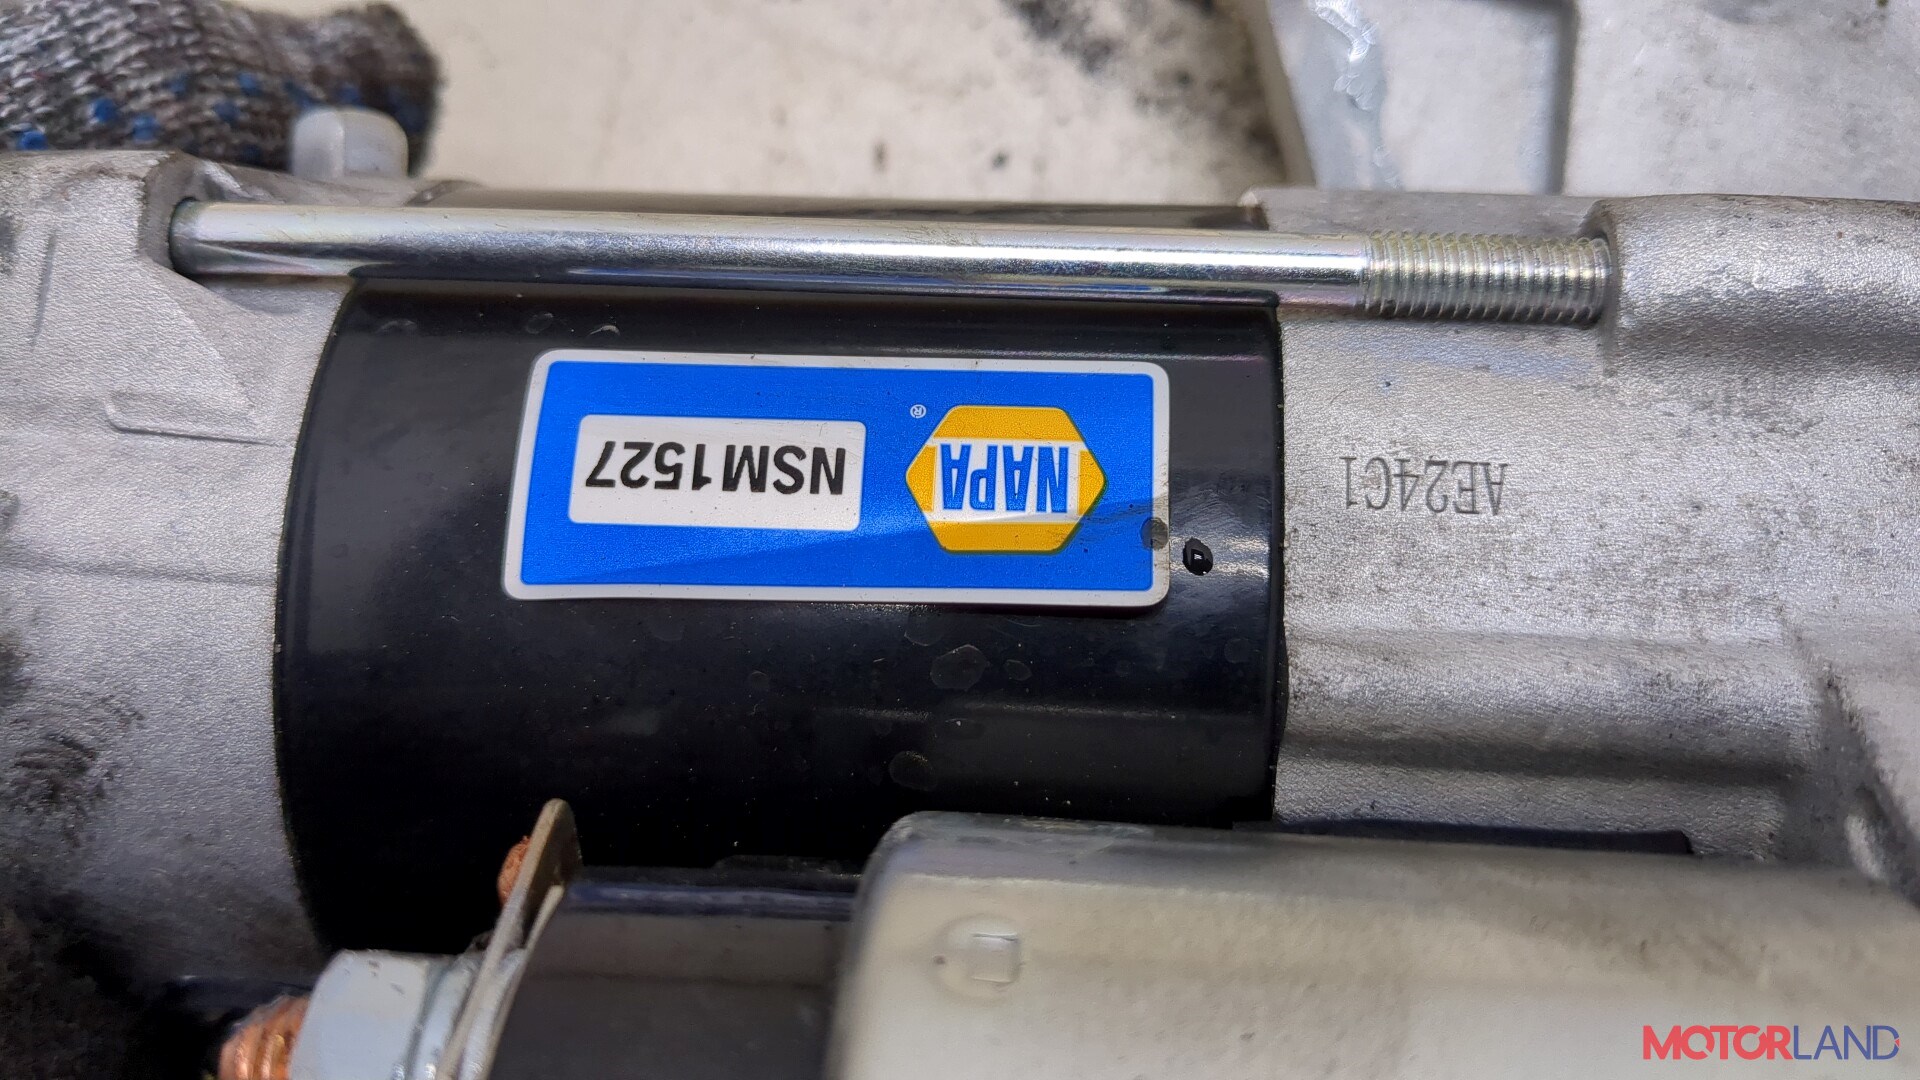 NAPA
®
NSM1527
AE24C1
MOTORLAND